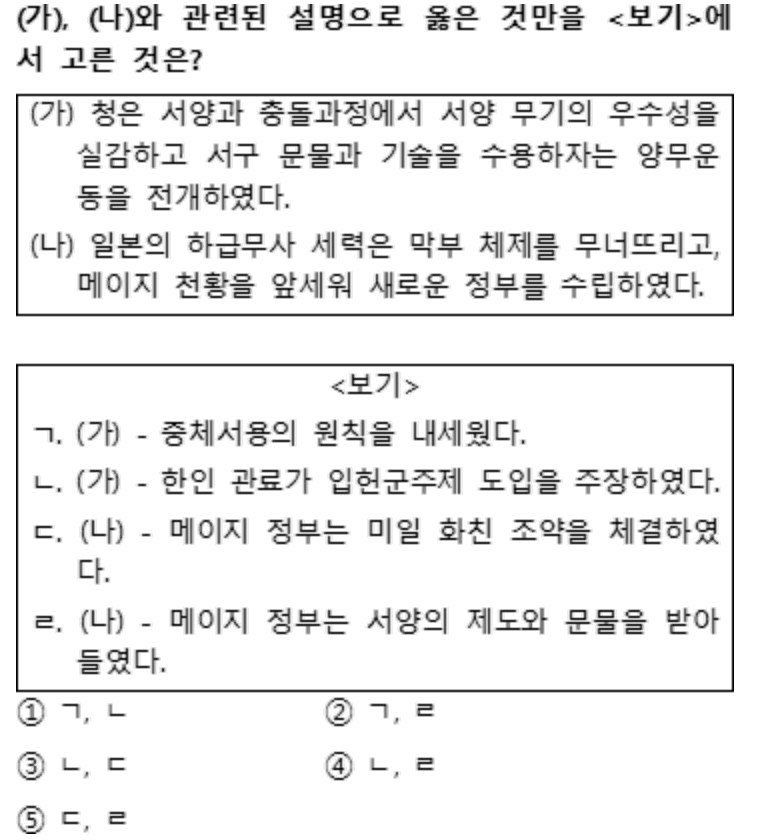 (가), (나)와 관련된 설명으로 옳은 것만을 <보기>에
서 고른 것은?
(가) 청은 서양과 충돌과정에서 서양 무기의 우수성을
실감하고 서구 문물과 기술을 수용하자는 양무운
동을 전개하였다.
(나) 일본의 하급무사 세력은 막부 체제를 무너뜨리고,
메이지 천황을 앞세워 새로운 정부를 수립하였다.
<보기>
ㄱ. (가) - 중체서용의 원칙을 내세웠다.
ㄴ. (가) - 한인 관료가 입헌군주제 도입을 주장하였다.
ㄷ. (나) - 메이지 정부는 미일 화친 조약을 체결하였
다.
ㄹ. (나) - 메이지 정부는 서양의 제도와 문물을 받아
들였다.
① ㄱ, ㄴ ② ㄱ, ㄹ
③ ㄴ, ㄷ ④ ㄴ, ㄹ
⑤ ㄷ, ㄹ